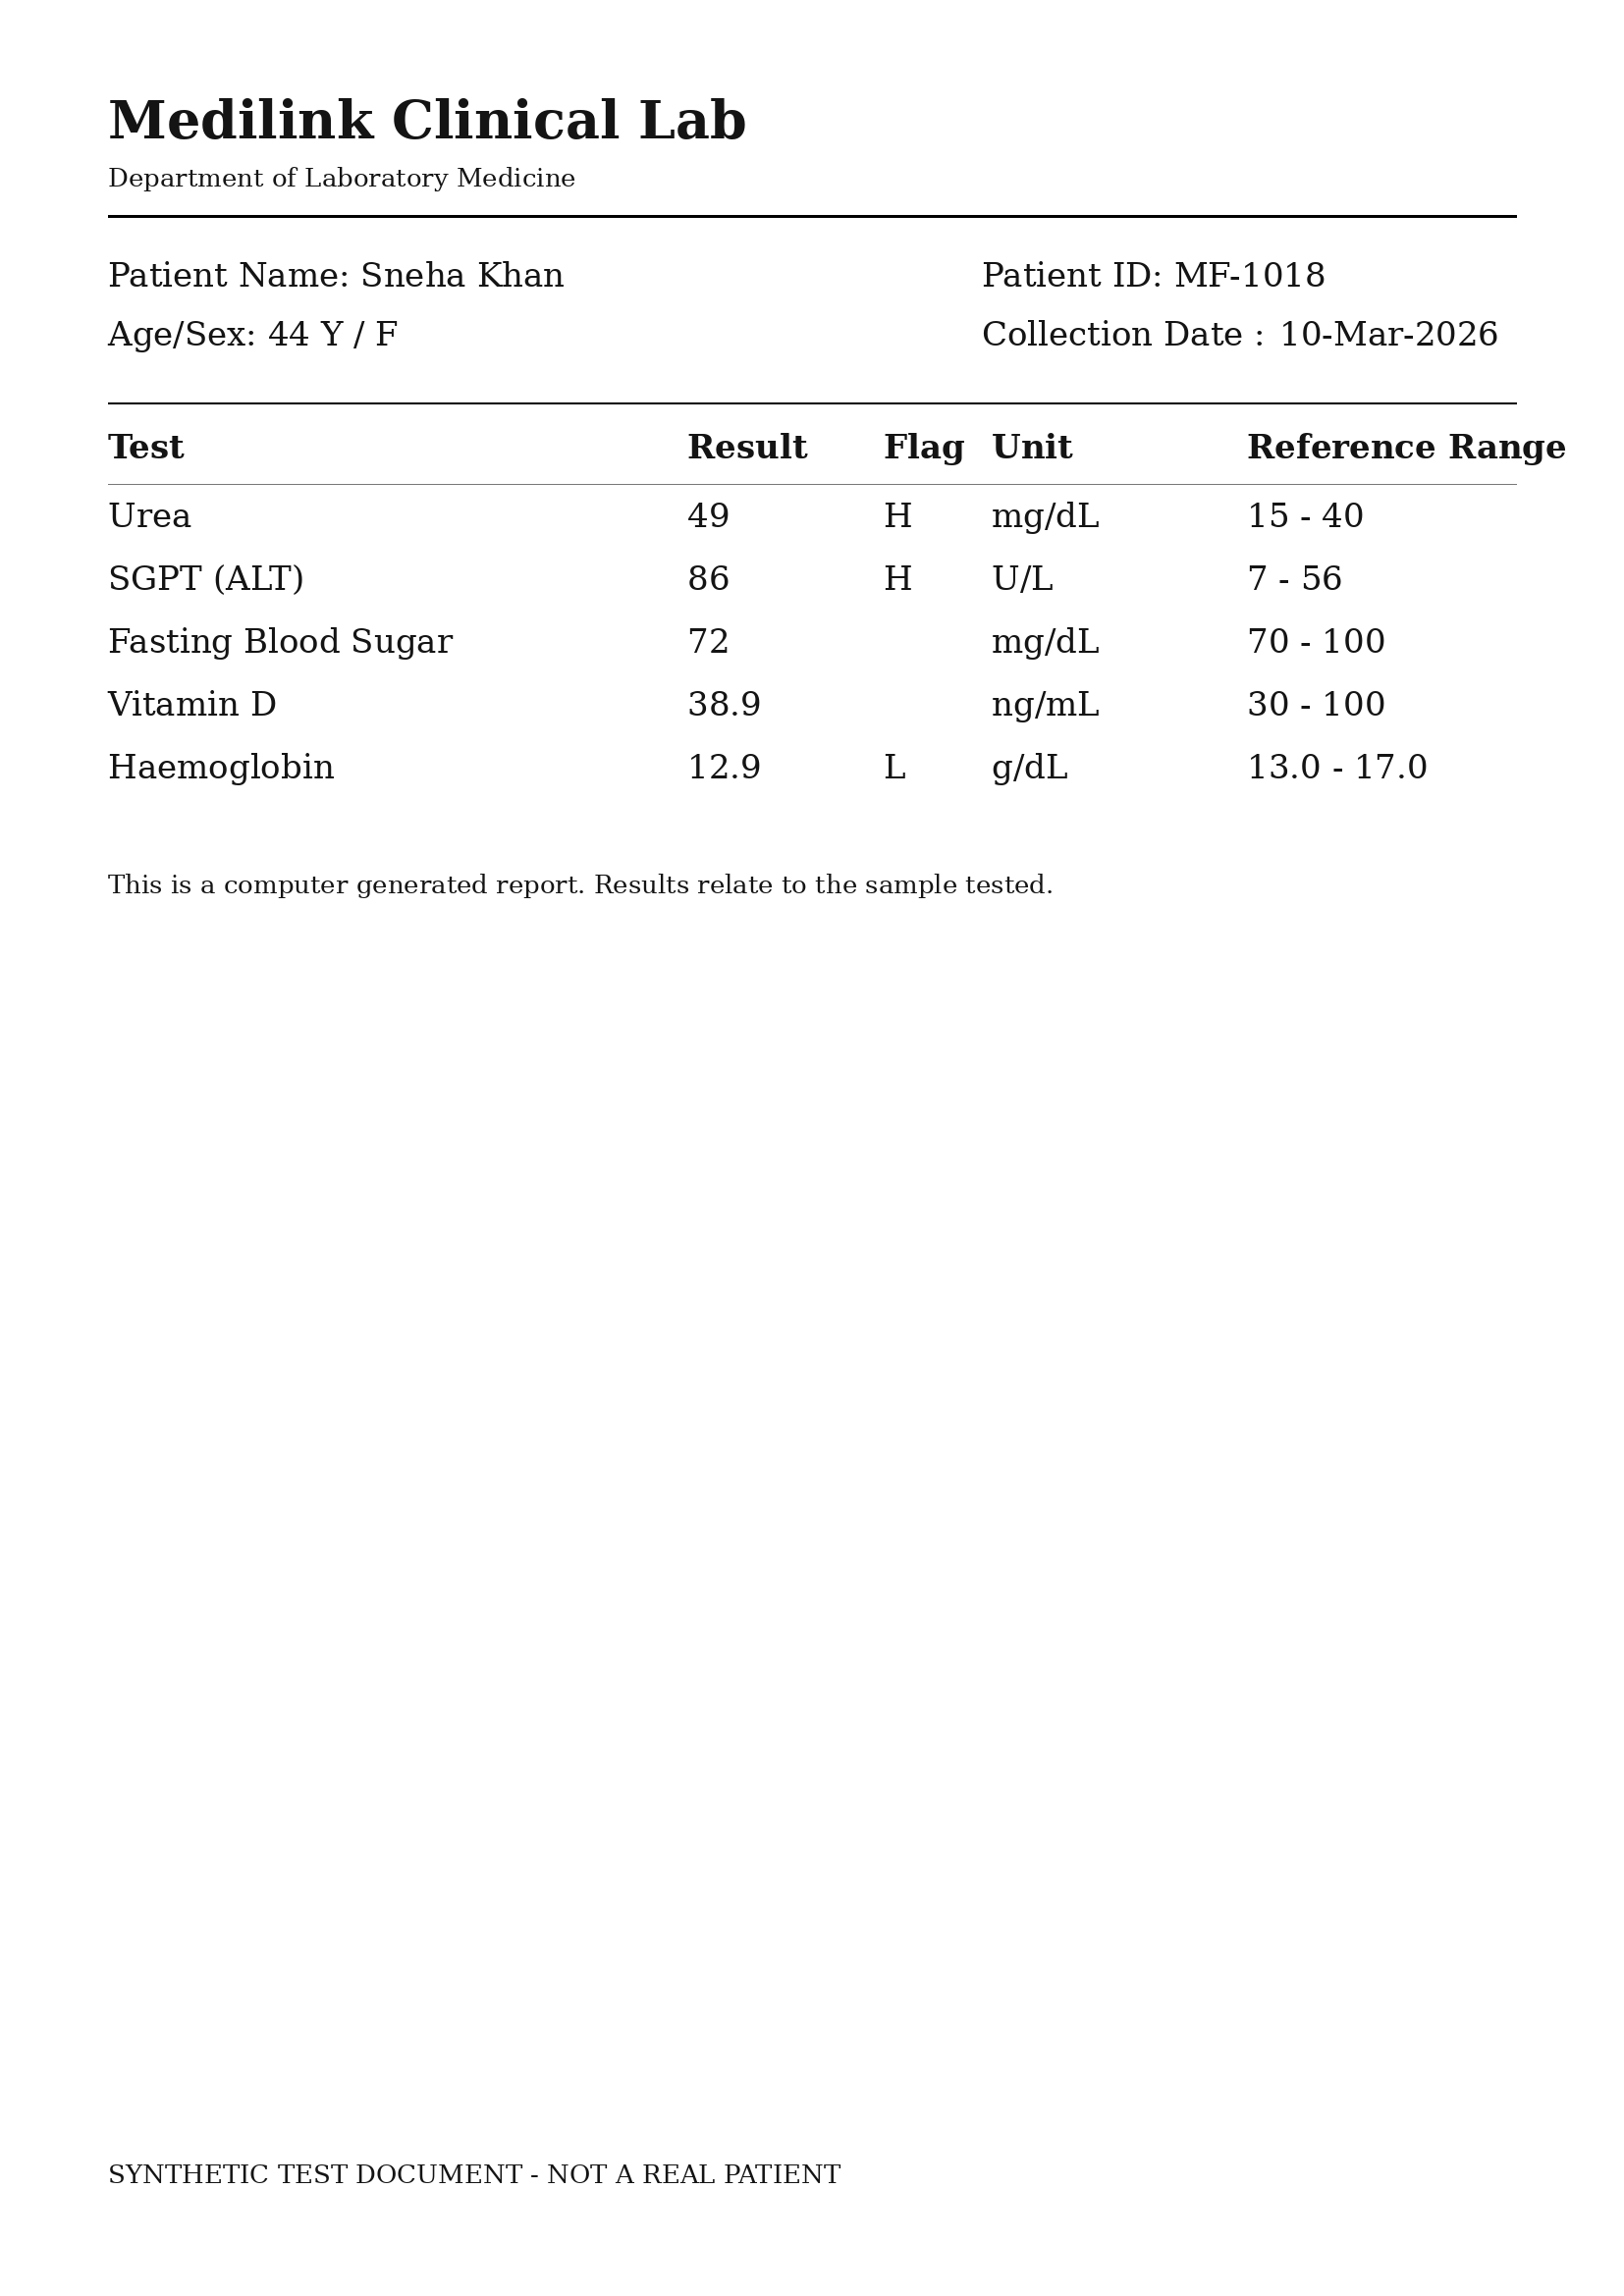 Medilink Clinical Lab
Department of Laboratory Medicine
Patient Name: Sneha Khan Patient ID: MF-1018
Age/Sex: 44 Y / F Collection Date : 10-Mar-2026
Test Result Flag Unit Reference Range
Urea 49 H mg/dL 15 - 40
SGPT (ALT) 86 H U/L 7 - 56
Fasting Blood Sugar 72 mg/dL 70 - 100
Vitamin D 38.9 ng/mL 30 - 100
Haemoglobin 12.9 L g/dL 13.0 - 17.0
This is a computer generated report. Results relate to the sample tested.
SYNTHETIC TEST DOCUMENT - NOT A REAL PATIENT